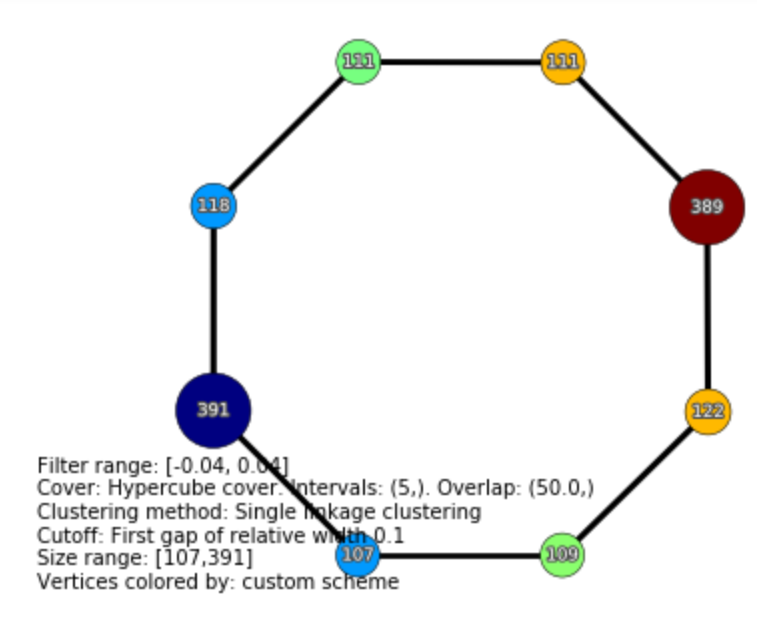 111
111
118
389
391
122
Filter range: [-0.04, 0.04]
Cover: Hypercube cover. Intervals: (5,). Overlap: (50.0,)
Clustering method: Single linkage clustering
Cutoff: First gap of relative width 0.1
Size range: [107,391]
107
109
Vertices colored by: custom scheme